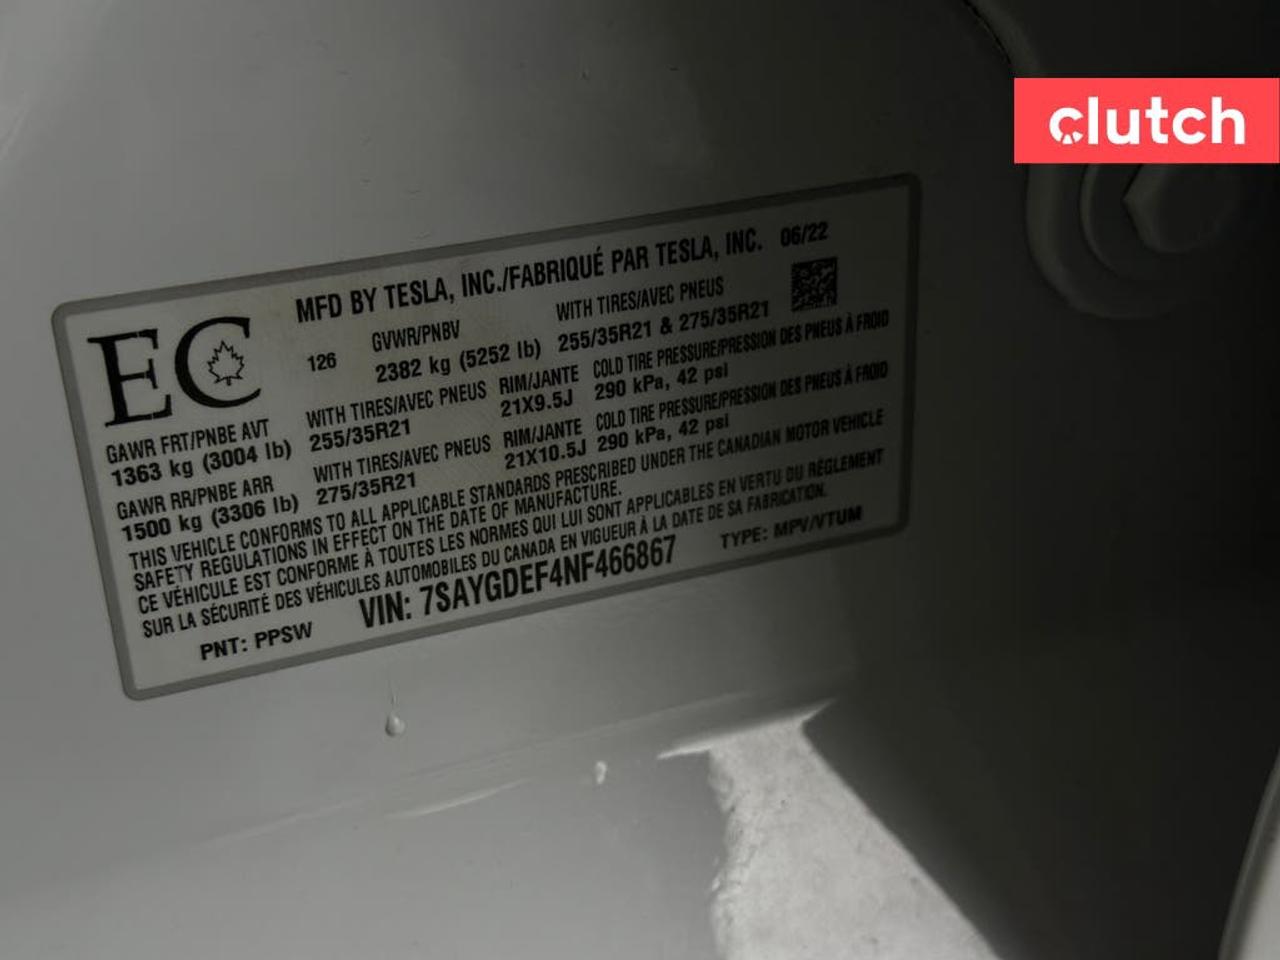 clutch
MFD BY TESLA, INC./FABRIQUÉ PAR TESLA, INC. 06/22
EC
126 GVWR/PNBV WITH TIRES/AVEC PNEUS
2382 kg (5252 lb) 255/35R21 & 275/35R21
GAWR FRT/PNBE AVT WITH TIRES/AVEC PNEUS RIM/JANTE COLD TIRE PRESSURE/PRESSION DES PNEUS À FROID
1363 kg (3004 lb) 255/35R21 21X9.5J 290 kPa, 42 psi
GAWR RR/PNBE ARR WITH TIRES/AVEC PNEUS RIM/JANTE COLD TIRE PRESSURE/PRESSION DES PNEUS À FROID
1500 kg (3306 lb) 275/35R21 21X10.5J 290 kPa, 42 psi
THIS VEHICLE CONFORMS TO ALL APPLICABLE STANDARDS PRESCRIBED UNDER THE CANADIAN MOTOR VEHICLE
SAFETY REGULATIONS IN EFFECT ON THE DATE OF MANUFACTURE.
CE VÉHICULE EST CONFORME À TOUTES LES NORMES QUI LUI SONT APPLICABLES EN VERTU DU RÉGLEMENT
SUR LA SÉCURITÉ DES VÉHICULES AUTOMOBILES DU CANADA EN VIGUEUR À LA DATE DE SA FABRICATION.
PNT: PPSW VIN: 7SAYGDEF4NF466867 TYPE: MPV/VTUM